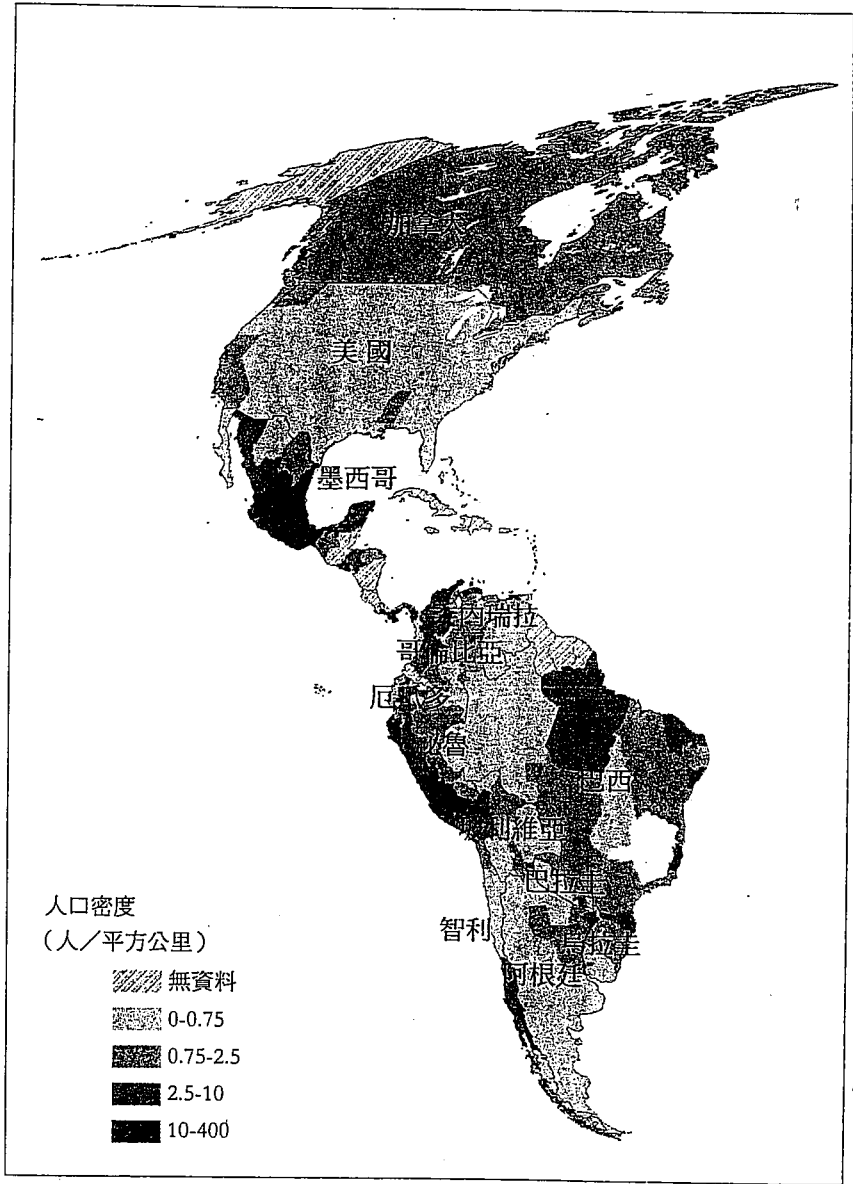 加拿大
美國
墨西哥
委內瑞拉
哥倫比亞
厄瓜多
祕魯
巴西
玻利維亞
巴拉圭
智利
烏拉圭
阿根廷
人口密度
（人／平方公里）
無資料
0-0.75
0.75-2.5
2.5-10
10-400